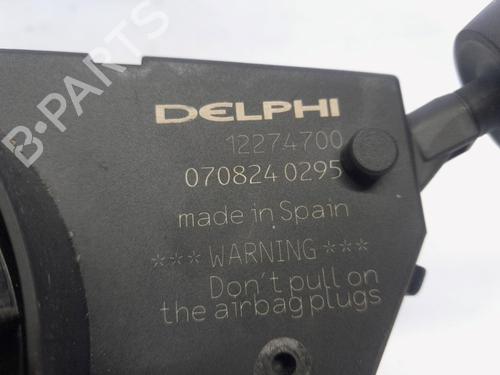 B-PARTS
DELPHI
12274700
070824 0295
made in Spain
*** WARNING ***
Don't pull on
the airbag plugs